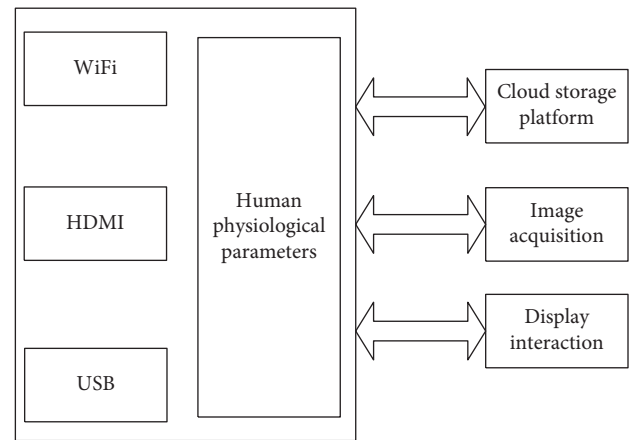 WiFi
HDMI
USB
Human
physiological
parameters
Cloud storage
platform
Image
acquisition
Display
interaction